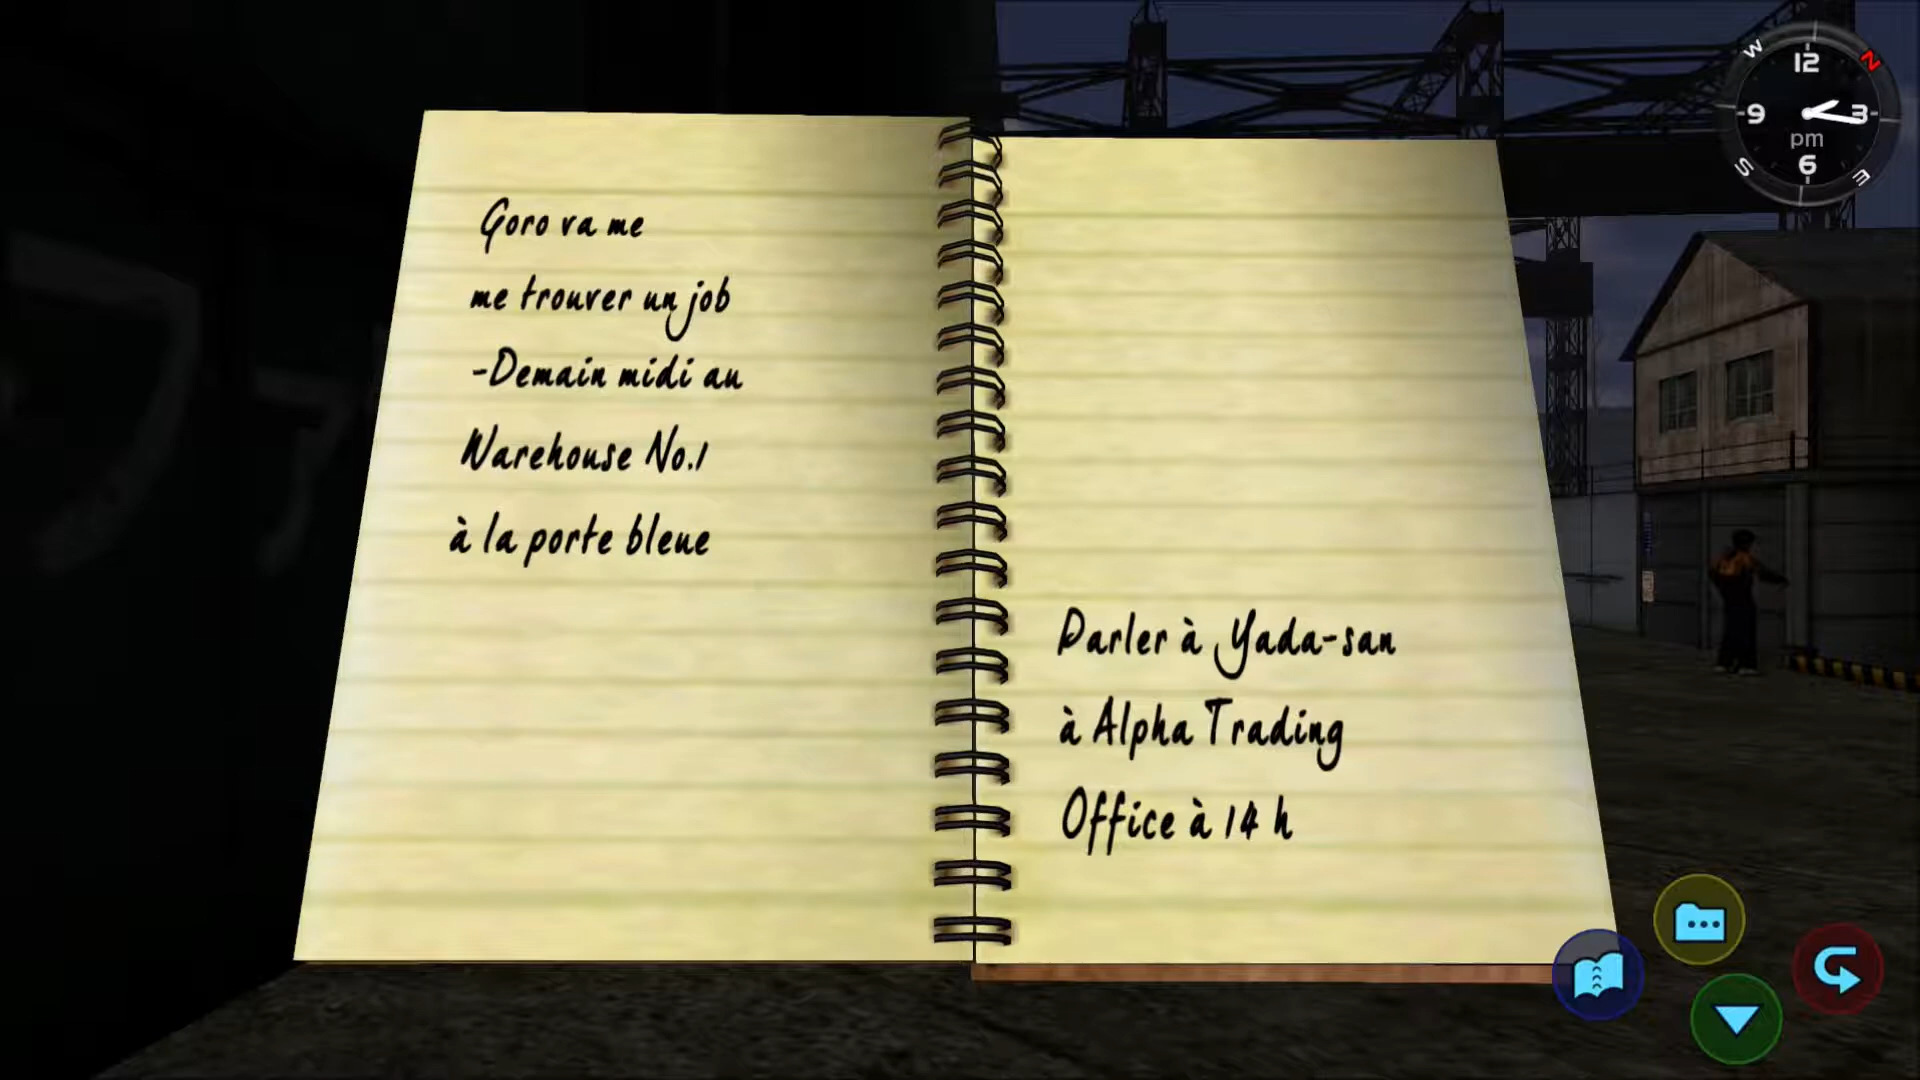 Goro va me
me trouver un job
-Demain midi au
Warehouse No.1
à la porte bleue
Parler à Yada-san
à Alpha Trading
Office à 14 h
W
N
12
9
3
pm
6
S
E